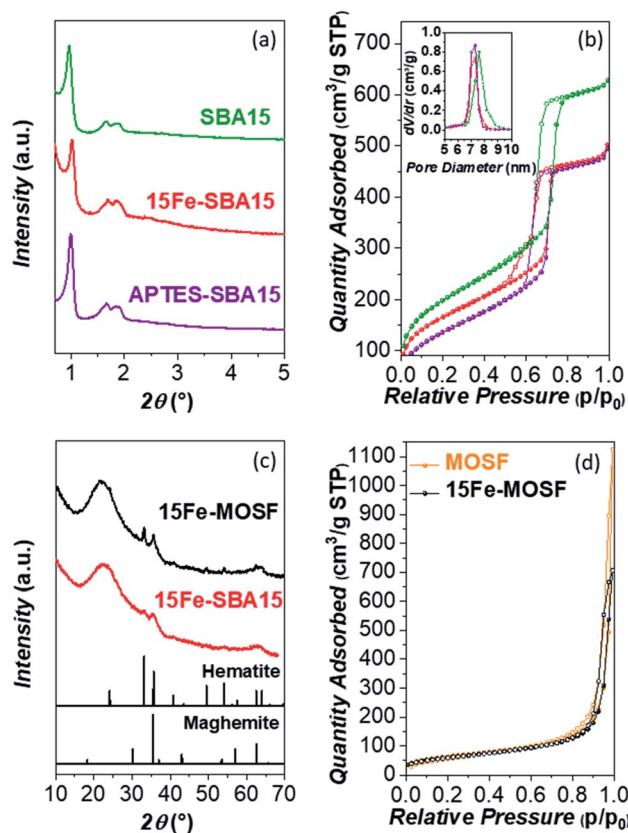 (a)
SBA15
15Fe-SBA15
APTES-SBA15
Intensity (a.u.)
1 2 3 4 5
2θ (°)
(b)
700
600
500
400
300
200
100
Quantity Adsorbed (cm³/g STP)
0.0 0.2 0.4 0.6 0.8 1.0
Relative Pressure (p/p₀)
1.0
0.8
0.6
0.4
0.2
0.0
dV/dr (cm³/g)
5 6 7 8 9 10
Pore Diameter (nm)
(c)
15Fe-MOSF
15Fe-SBA15
Hematite
Maghemite
Intensity (a.u.)
10 20 30 40 50 60 70
2θ (°)
(d)
MOSF
15Fe-MOSF
1100
1000
900
800
700
600
500
400
300
200
100
0
Quantity Adsorbed (cm³/g STP)
0.0 0.2 0.4 0.6 0.8 1.0
Relative Pressure (p/p₀)